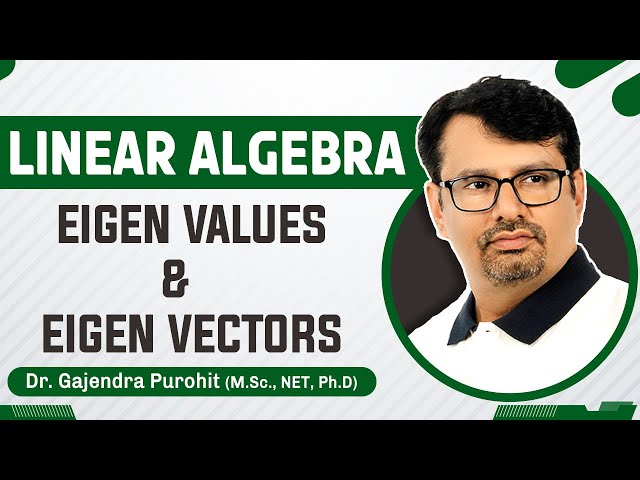 LINEAR ALGEBRA
EIGEN VALUES
&
EIGEN VECTORS
Dr. Gajendra Purohit (M.Sc., NET, Ph.D)